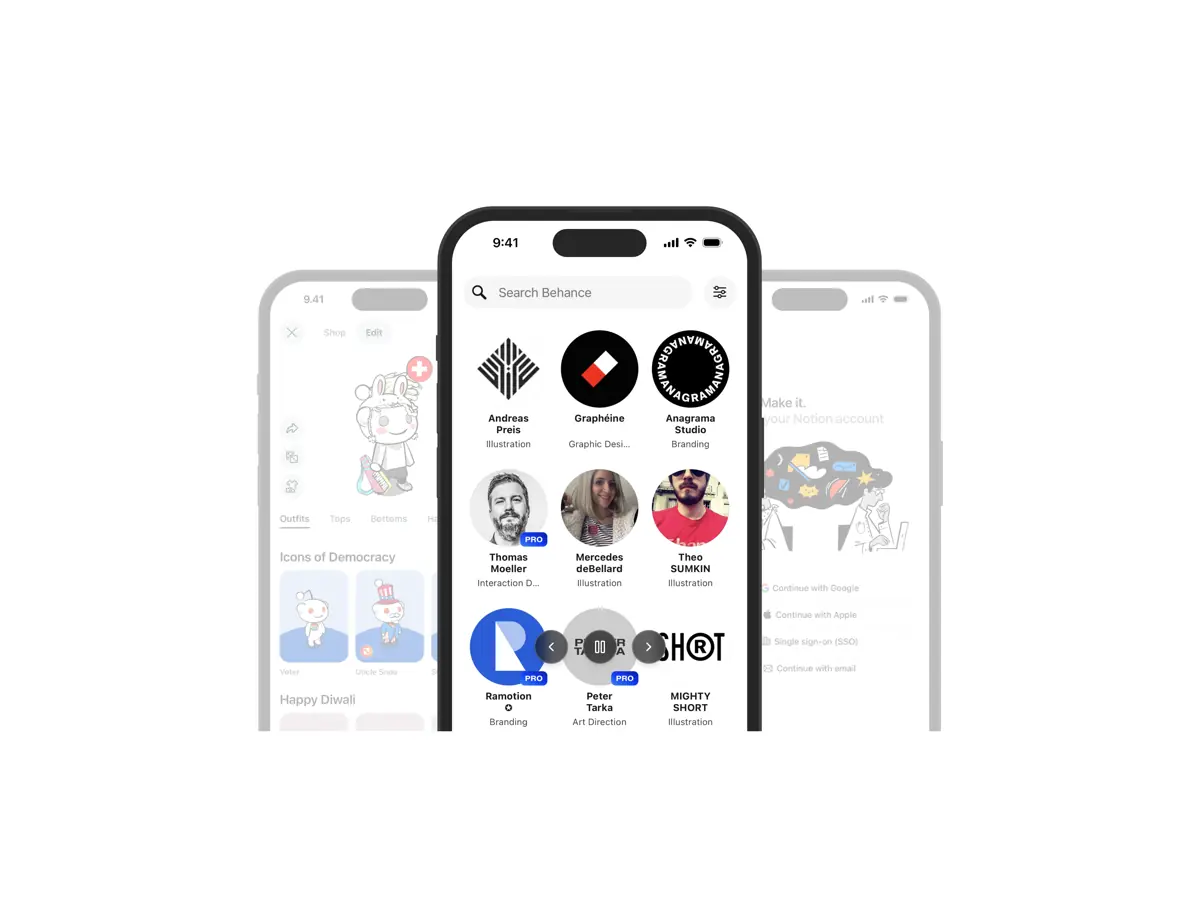 9.41
Shop
Edit
Outfits
Tops
Bottoms
Ha
Icons of Democracy
Velier
Uncle Snoo
Happy Diwali
9:41
Search Behance
ANAGRAMANAGRAMANAGRAMA
Andreas
Preis
Illustration
Graphéine
Graphic Desi...
Anagrama
Studio
Branding
PRO
Thomas
Moeller
Interaction D...
Mercedes
deBellard
Illustration
Theo
SUMKIN
Illustration
PRO
PRO
SHORT
Ramotion
Branding
Peter
Tarka
Art Direction
MIGHTY
SHORT
Illustration
Make it.
your Notion account
Continue with Google
Continue with Apple
Single sign-on (SSO)
Continue with email